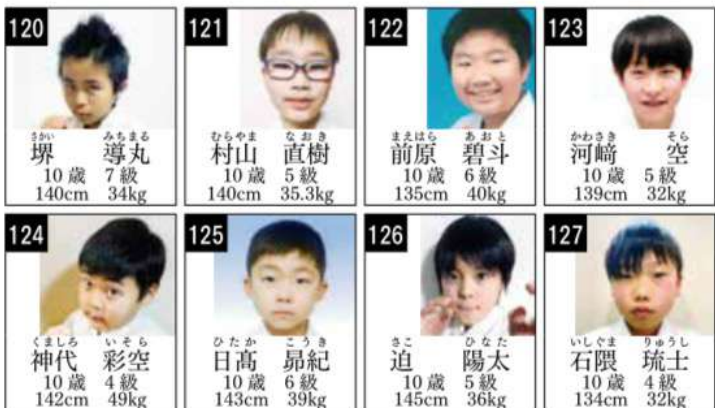 120
さかい みちまる
堺 導丸
10歳 7級
140cm 34kg
121
むらやま なおき
村山 直樹
10歳 5級
140cm 35.3kg
122
まえはら あおと
前原 碧斗
10歳 6級
135cm 40kg
123
かわさき そら
河﨑 空
10歳 5級
139cm 32kg
124
くましろ いそら
神代 彩空
10歳 4級
142cm 49kg
125
ひたか こうき
日髙 昴紀
10歳 6級
143cm 39kg
126
さこ ひなた
迫 陽太
10歳 5級
145cm 36kg
127
いしぐま りゅうし
石隈 琉士
10歳 4級
134cm 32kg